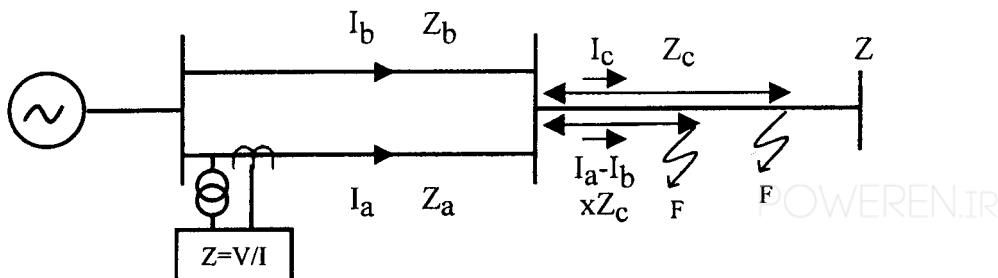 I_b Z_b
I_c Z_c Z
I_a Z_a
I_a-I_b
xZ_c
F F
Z=V/I
POWEREN.IR